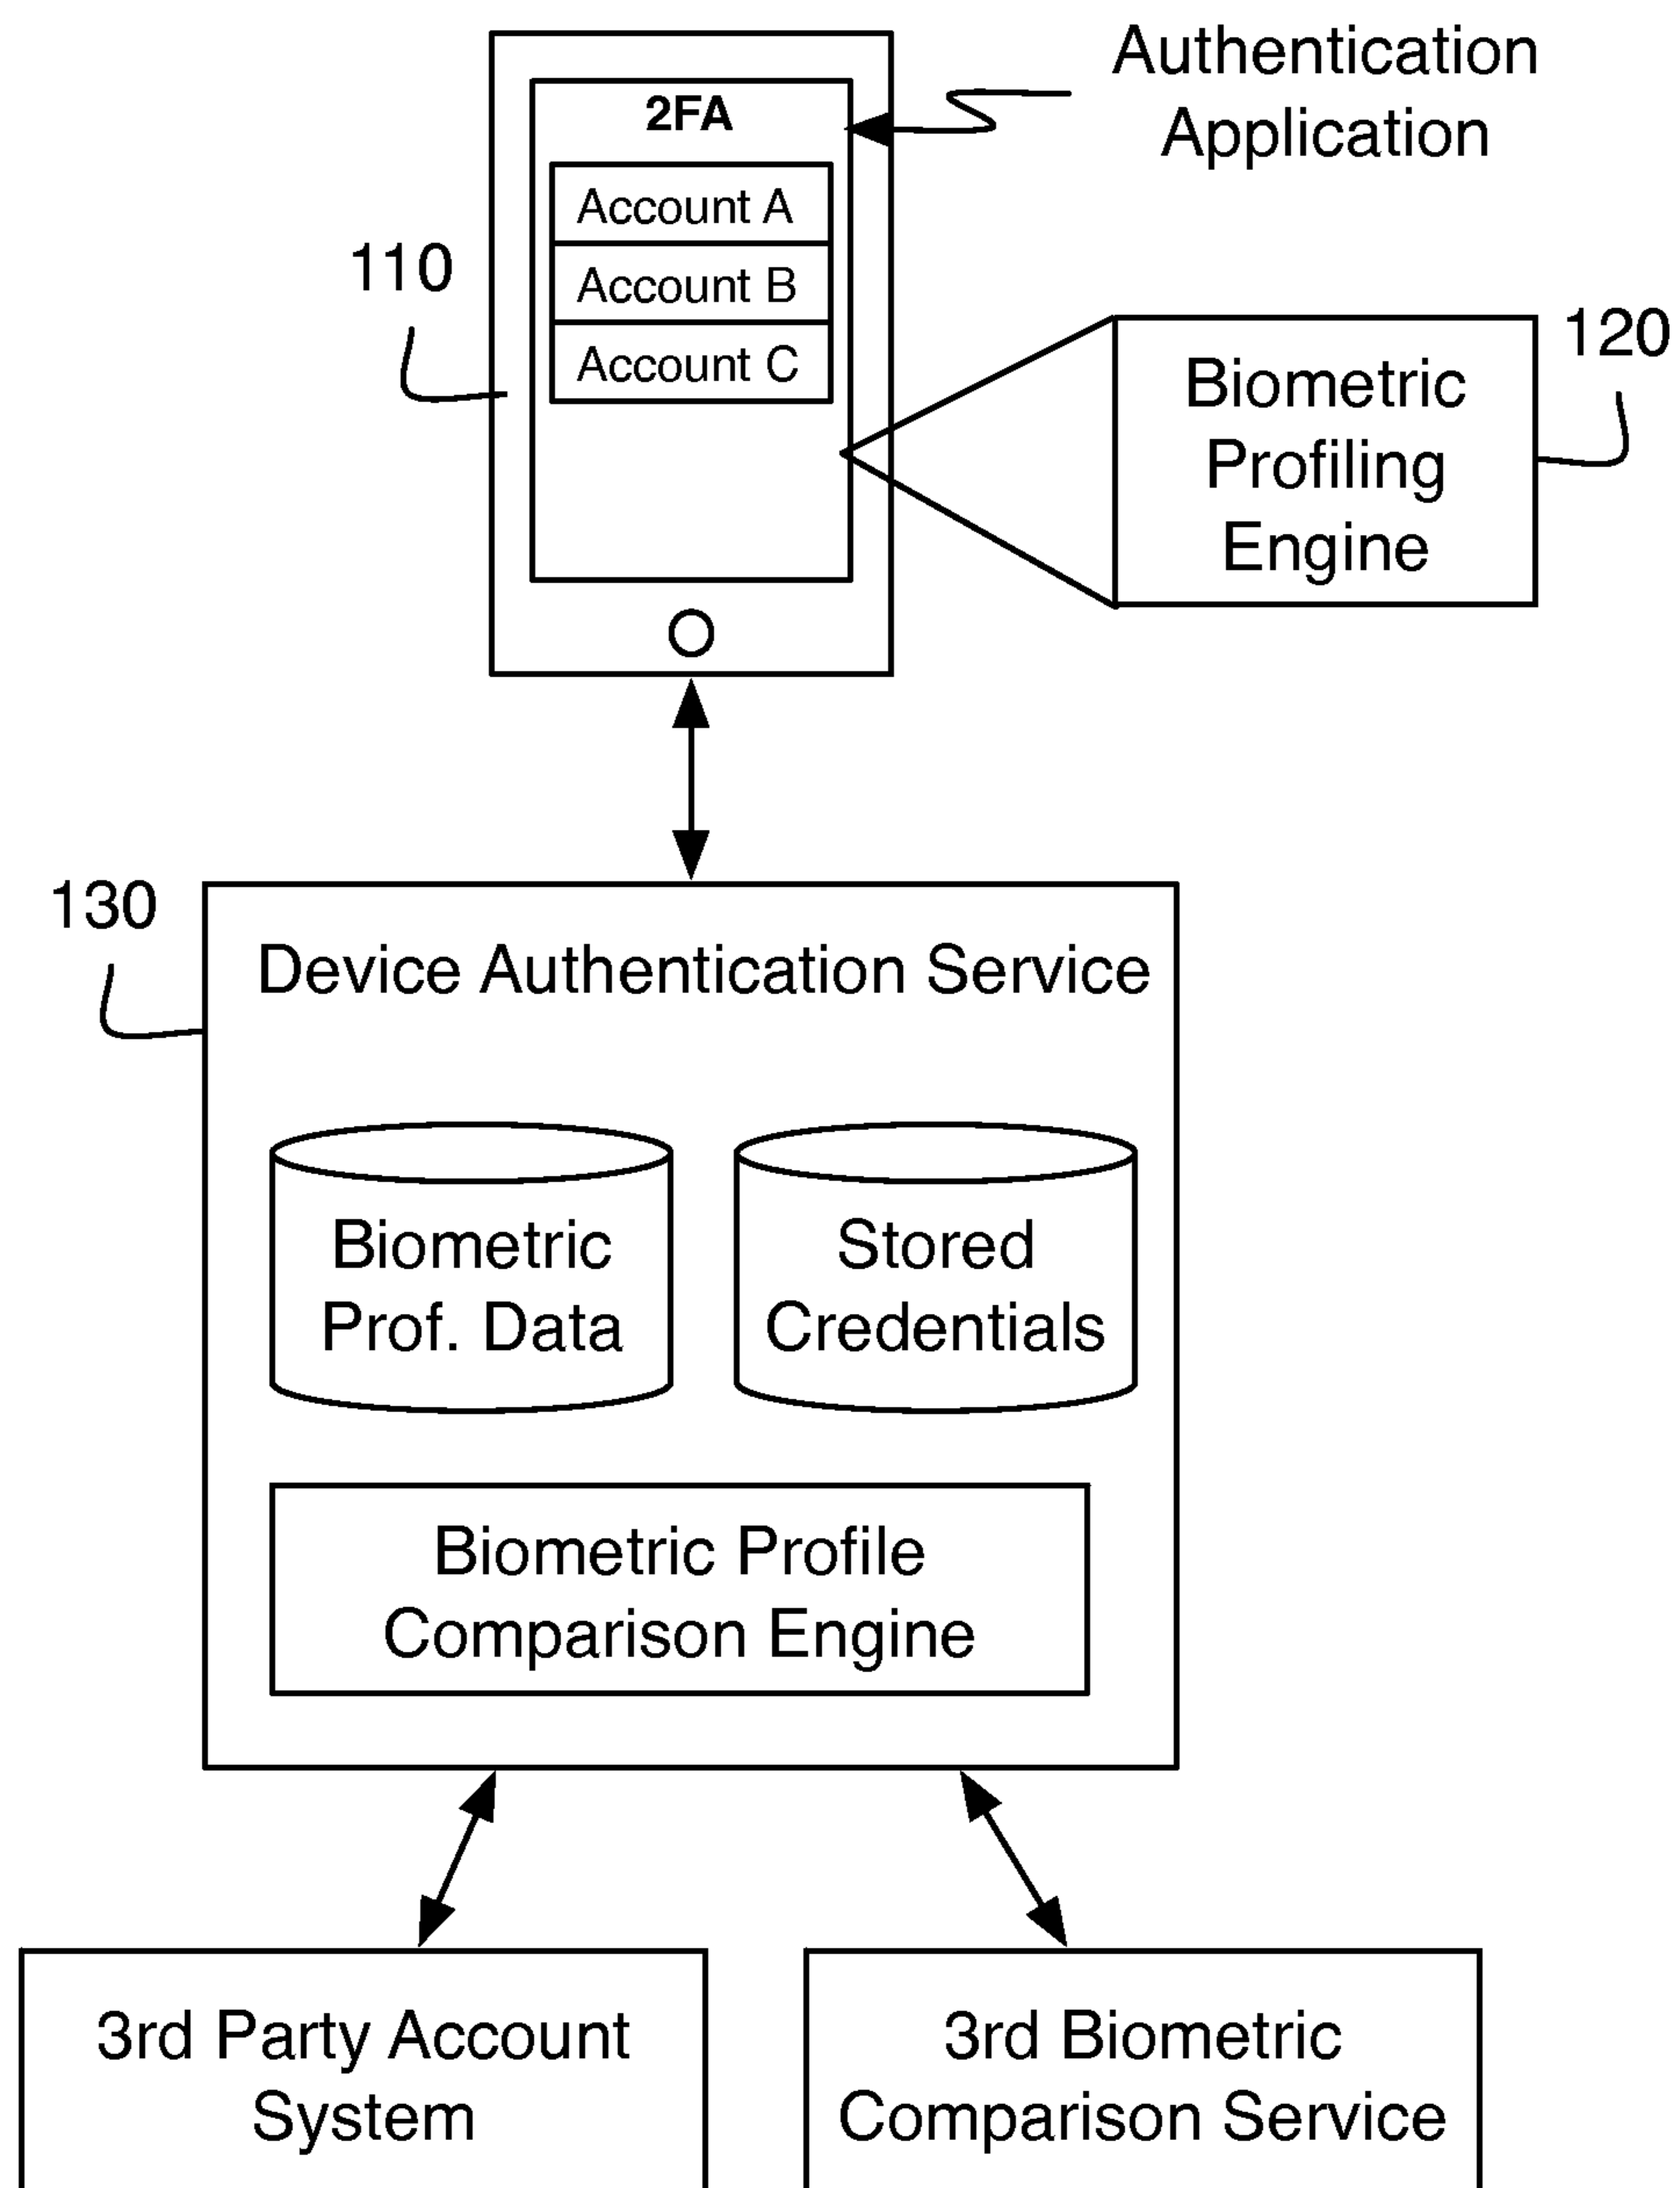 Authentication
Application
2FA
Account A
Account B
Account C
110
120
Biometric
Profiling
Engine
130
Device Authentication Service
Biometric
Prof. Data
Stored
Credentials
Biometric Profile
Comparison Engine
3rd Party Account
System
3rd Biometric
Comparison Service